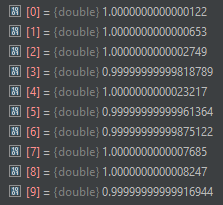 [0] = {double} 1.0000000000000122
[1] = {double} 1.0000000000000653
[2] = {double} 1.0000000000002749
[3] = {double} 0.99999999999818789
[4] = {double} 1.000000000023217
[5] = {double} 0.99999999999961364
[6] = {double} 0.99999999999875122
[7] = {double} 1.0000000000007685
[8] = {double} 1.0000000000008247
[9] = {double} 0.99999999999916944